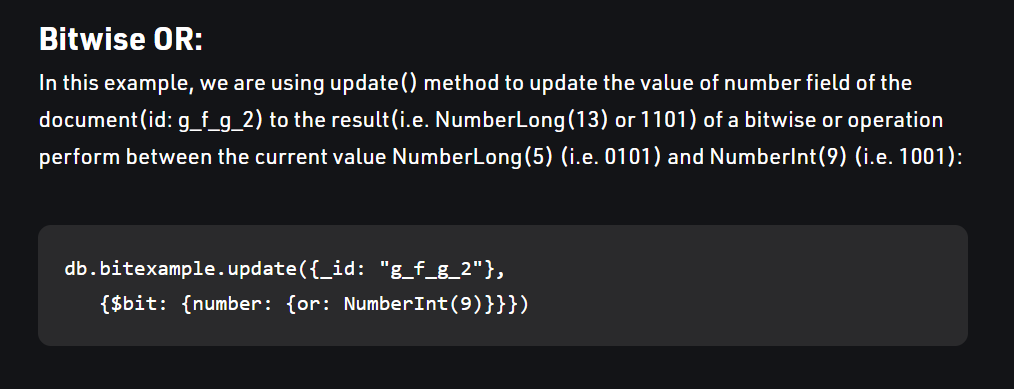 Bitwise OR:
In this example, we are using update() method to update the value of number field of the
document(id: g_f_g_2) to the result(i.e. NumberLong(13) or 1101) of a bitwise or operation
perform between the current value NumberLong(5) (i.e. 0101) and NumberInt(9) (i.e. 1001):
db.bitexample.update({_id: "g_f_g_2"},
{$bit: {number: {or: NumberInt(9)}}})